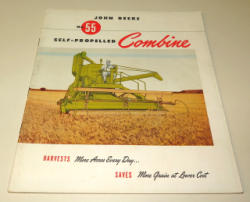 JOHN DEERE
No. 55
SELF-PROPELLED Combine
HARVESTS More Acres Every Day...
SAVES More Grain at Lower Cost